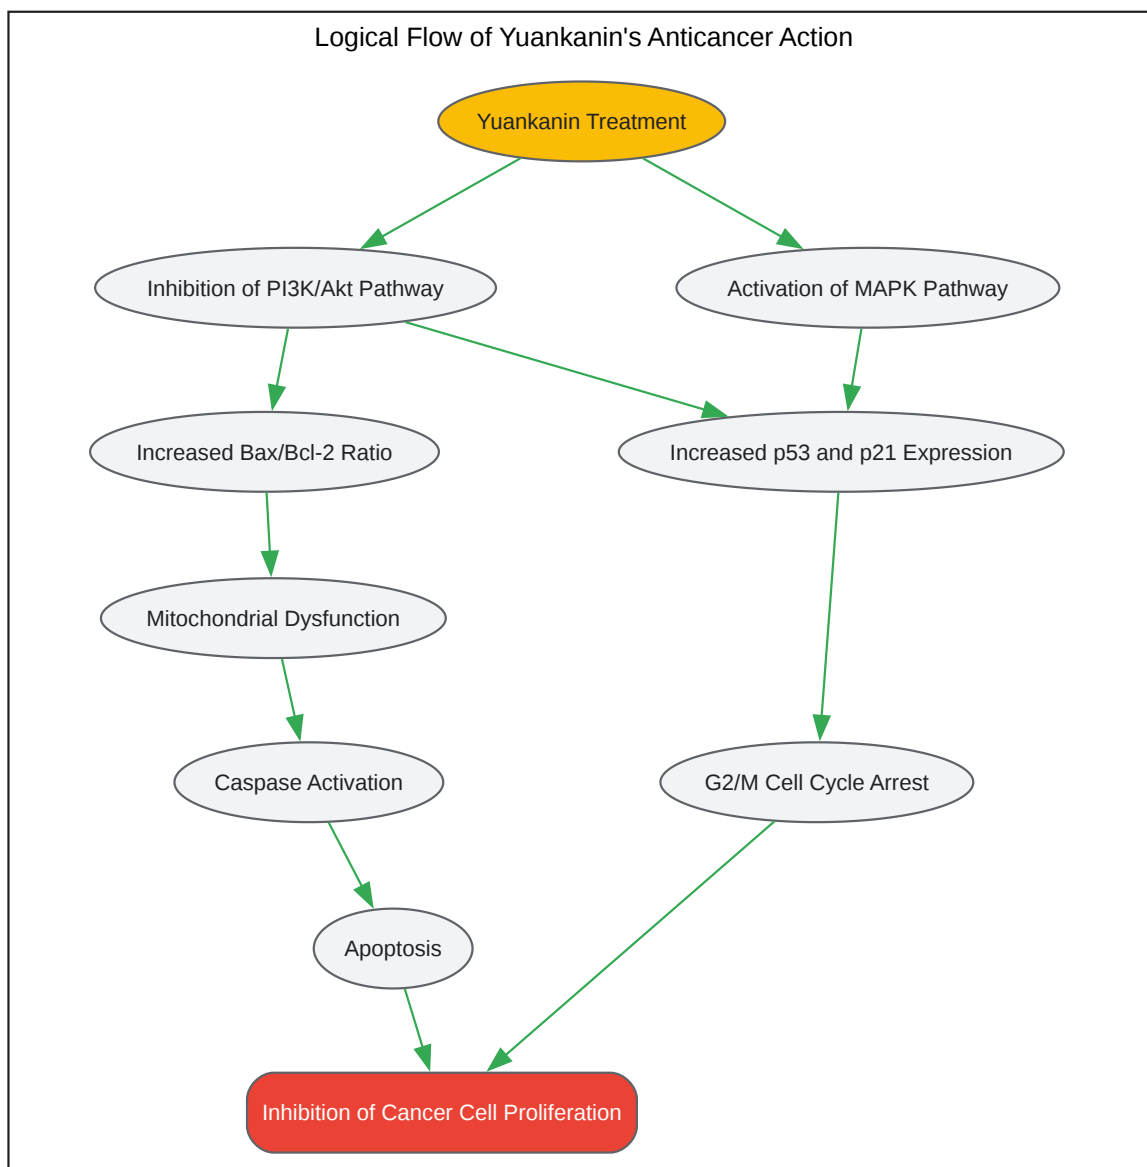 Logical Flow of Yuankanin's Anticancer Action
Yuankanin Treatment
Inhibition of PI3K/Akt Pathway
Activation of MAPK Pathway
Increased Bax/Bcl-2 Ratio
Increased p53 and p21 Expression
Mitochondrial Dysfunction
Caspase Activation
G2/M Cell Cycle Arrest
Apoptosis
Inhibition of Cancer Cell Proliferation